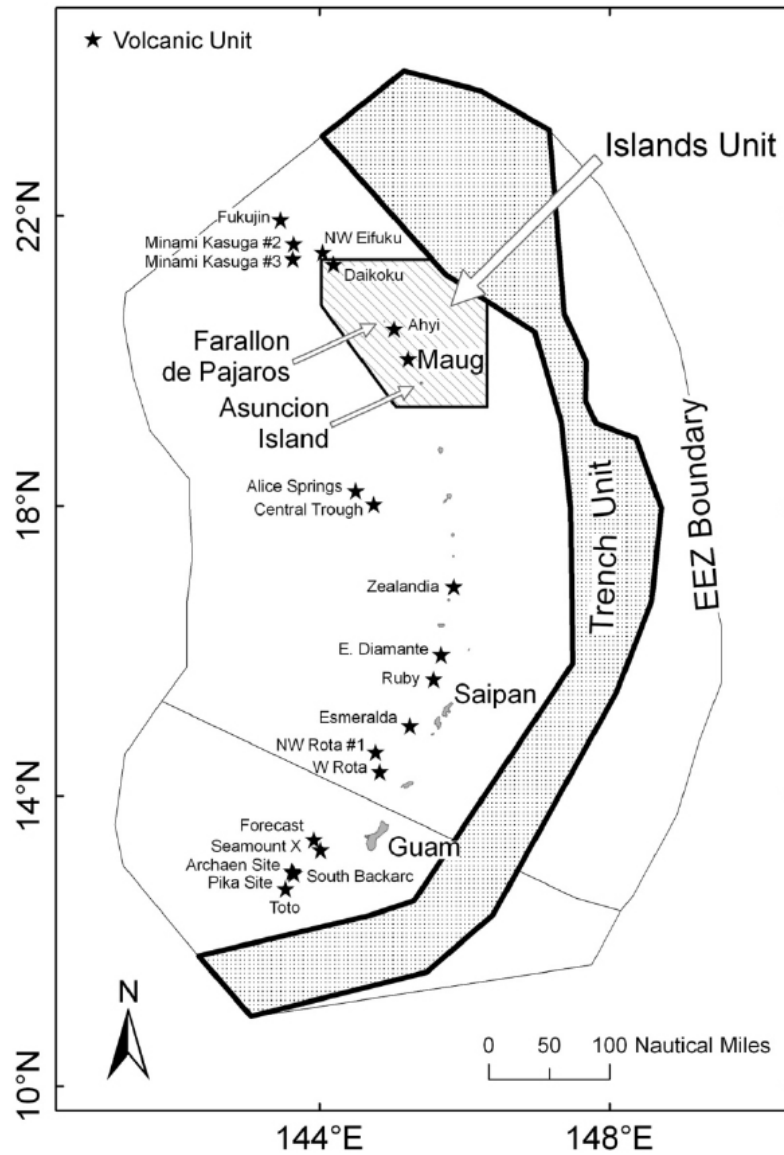 ★ Volcanic Unit
Islands Unit
22°N
Fukujin
Minami Kasuga #2
NW Eifuku
Minami Kasuga #3
Daikoku
Ahyi
Farallon
de Pajaros
Maug
Asuncion
Island
EEZ Boundary
Trench Unit
18°N
Alice Springs
Central Trough
Zealandia
E. Diamante
Ruby
Saipan
Esmeralda
NW Rota #1
W Rota
14°N
Forecast
Seamount X
Guam
Archaen Site
South Backarc
Pika Site
Toto
N
0 50 100 Nautical Miles
10°N
144°E 148°E